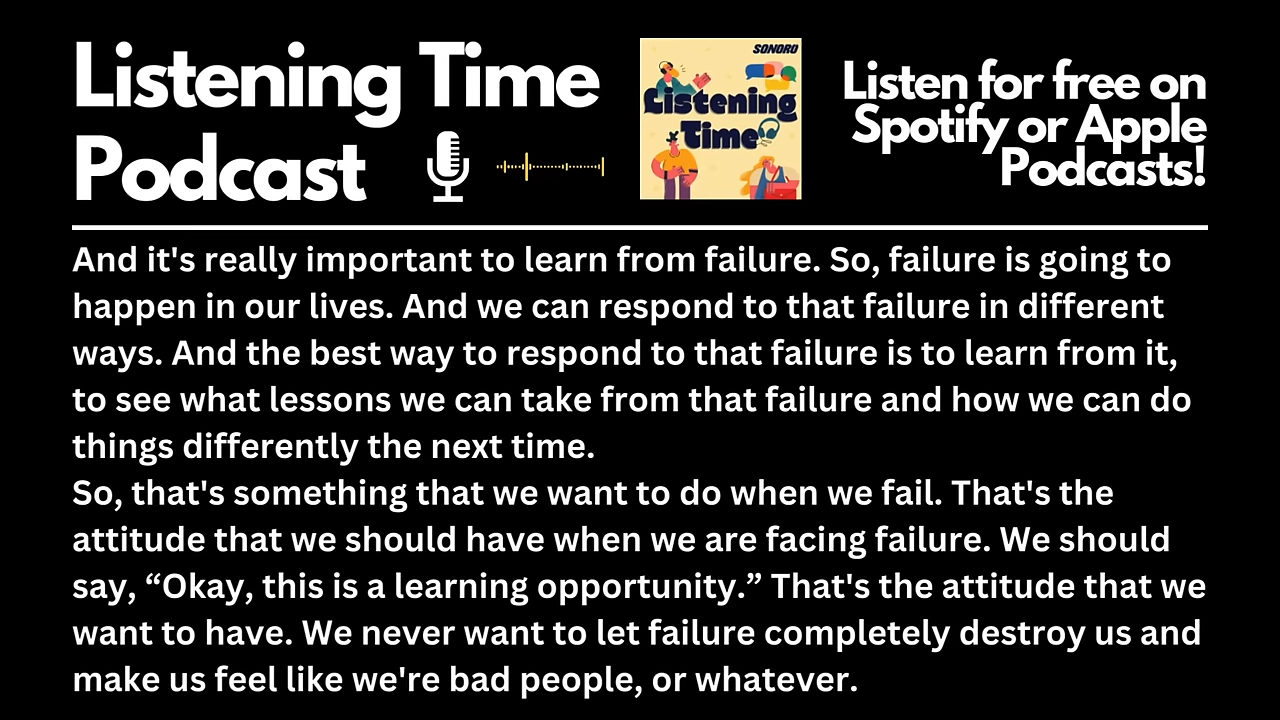 Listening Time
Podcast
SONORO
Listening
Time
Listen for free on
Spotify or Apple
Podcasts!
And it's really important to learn from failure. So, failure is going to
happen in our lives. And we can respond to that failure in different
ways. And the best way to respond to that failure is to learn from it,
to see what lessons we can take from that failure and how we can do
things differently the next time.
So, that's something that we want to do when we fail. That's the
attitude that we should have when we are facing failure. We should
say, “Okay, this is a learning opportunity.” That's the attitude that we
want to have. We never want to let failure completely destroy us and
make us feel like we're bad people, or whatever.